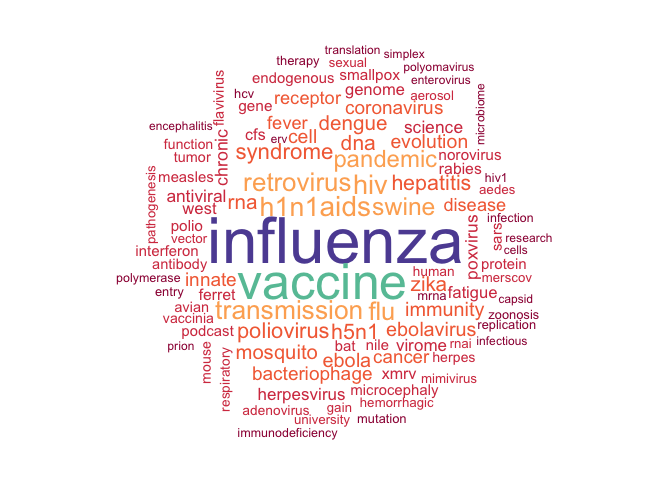 translation
simplex
therapy
sexual
polyomavirus
endogenous
smallpox
enterovirus
hcv
receptor
genome
aerosol
gene
coronavirus
flavivirus
microbiome
encephalitis
fever
dengue
science
function
cfs
erv
cell
dna
evolution
tumor
chronic
syndrome
pandemic
norovirus
rabies
measles
retrovirus
hiv
hepatitis
hiv1
aedes
pathogenesis
antiviral
rna
h1n1
aids
swine
disease
west
polio
vector
influenza
poxvirus
sars
infection
research
cells
interferon
antibody
vaccine
human
protein
merscov
polymerase
innate
zika
entry
ferret
mrna
fatigue
capsid
avian
transmission
flu
immunity
zoonosis
vaccinia
podcast
poliovirus
h5n1
ebolavirus
replication
prion
bat
nile
virome
rnai
infectious
mouse
mosquito
ebola
cancer
herpes
respiratory
bacteriophage
xmrv
mimivirus
herpesvirus
microcephaly
adenovirus
gain
hemorrhagic
university
mutation
immunodeficiency